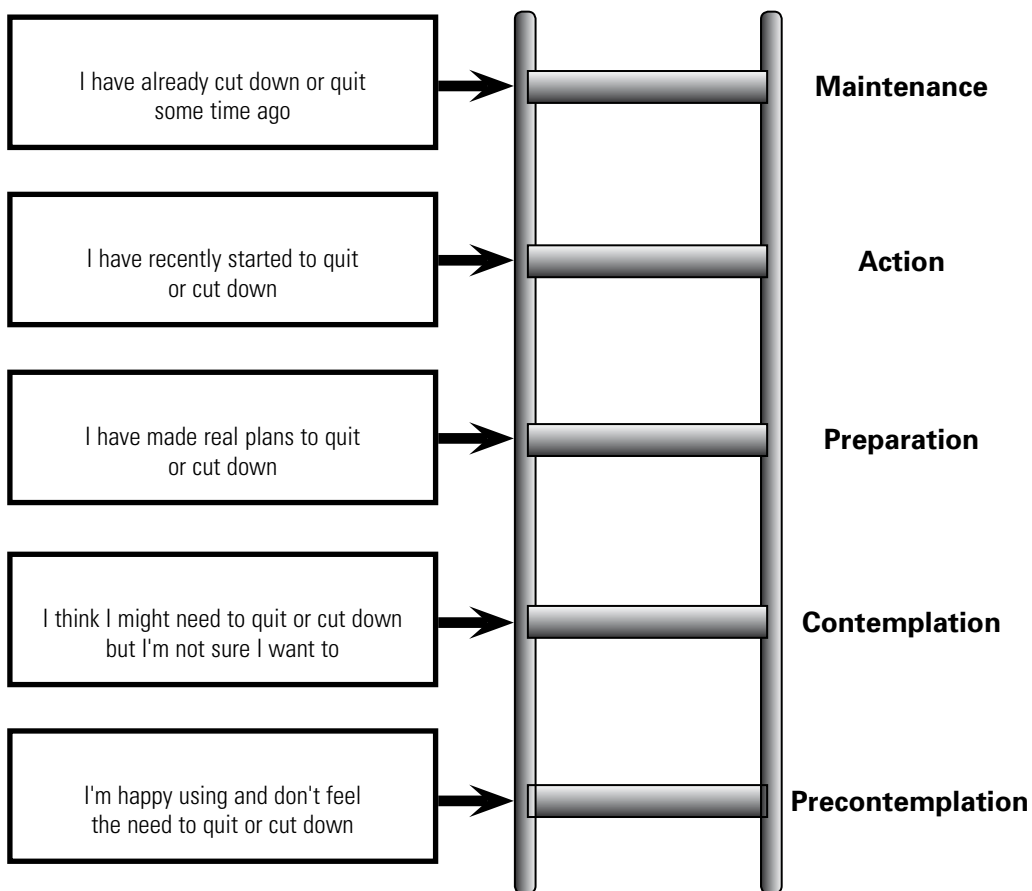 I have already cut down or quit
some time ago
Maintenance
I have recently started to quit
or cut down
Action
I have made real plans to quit
or cut down
Preparation
I think I might need to quit or cut down
but I'm not sure I want to
Contemplation
I'm happy using and don't feel
the need to quit or cut down
Precontemplation